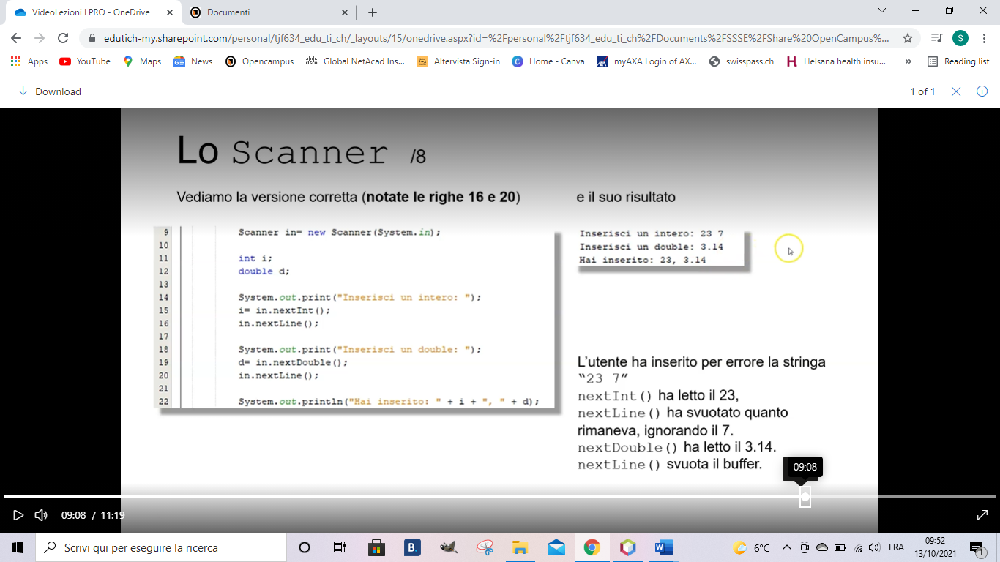 VideoLezioni LPRO - OneDrive
Documenti
edutich-my.sharepoint.com/personal/tjf634_edu_ti_ch/_layouts/15/onedrive.aspx?id=%2Fpersonal%2Ftjf634_edu_ti_ch%2FDocuments%2FSSSE%2FShare%20OpenCampus%...
S
Apps YouTube Maps News Opencampus Global NetAcad Ins... Altervista Sign-in Home - Canva myAXA Login of AX... swisspass.ch Helsana health insu... » Reading list
Download
1 of 1
Lo Scanner /8
Vediamo la versione corretta (notate le righe 16 e 20)
e il suo risultato
9 Scanner in= new Scanner(System.in);
10
11 int i;
12 double d;
13
14 System.out.print("Inserisci un intero: ");
15 i= in.nextInt();
16 in.nextLine();
17
18 System.out.print("Inserisci un double: ");
19 d= in.nextDouble();
20 in.nextLine();
21
22 System.out.println("Hai inserito: " + i + ", " + d);
Inserisci un intero: 23 7
Inserisci un double: 3.14
Hai inserito: 23, 3.14
L'utente ha inserito per errore la stringa
“23 7”
nextInt() ha letto il 23,
nextLine() ha svuotato quanto
rimaneva, ignorando il 7.
nextDouble() ha letto il 3.14.
nextLine() svuota il buffer.
09:08
09:08 / 11:19
Scrivi qui per eseguire la ricerca
B.
W
6°C
FRA
09:52
13/10/2021
1